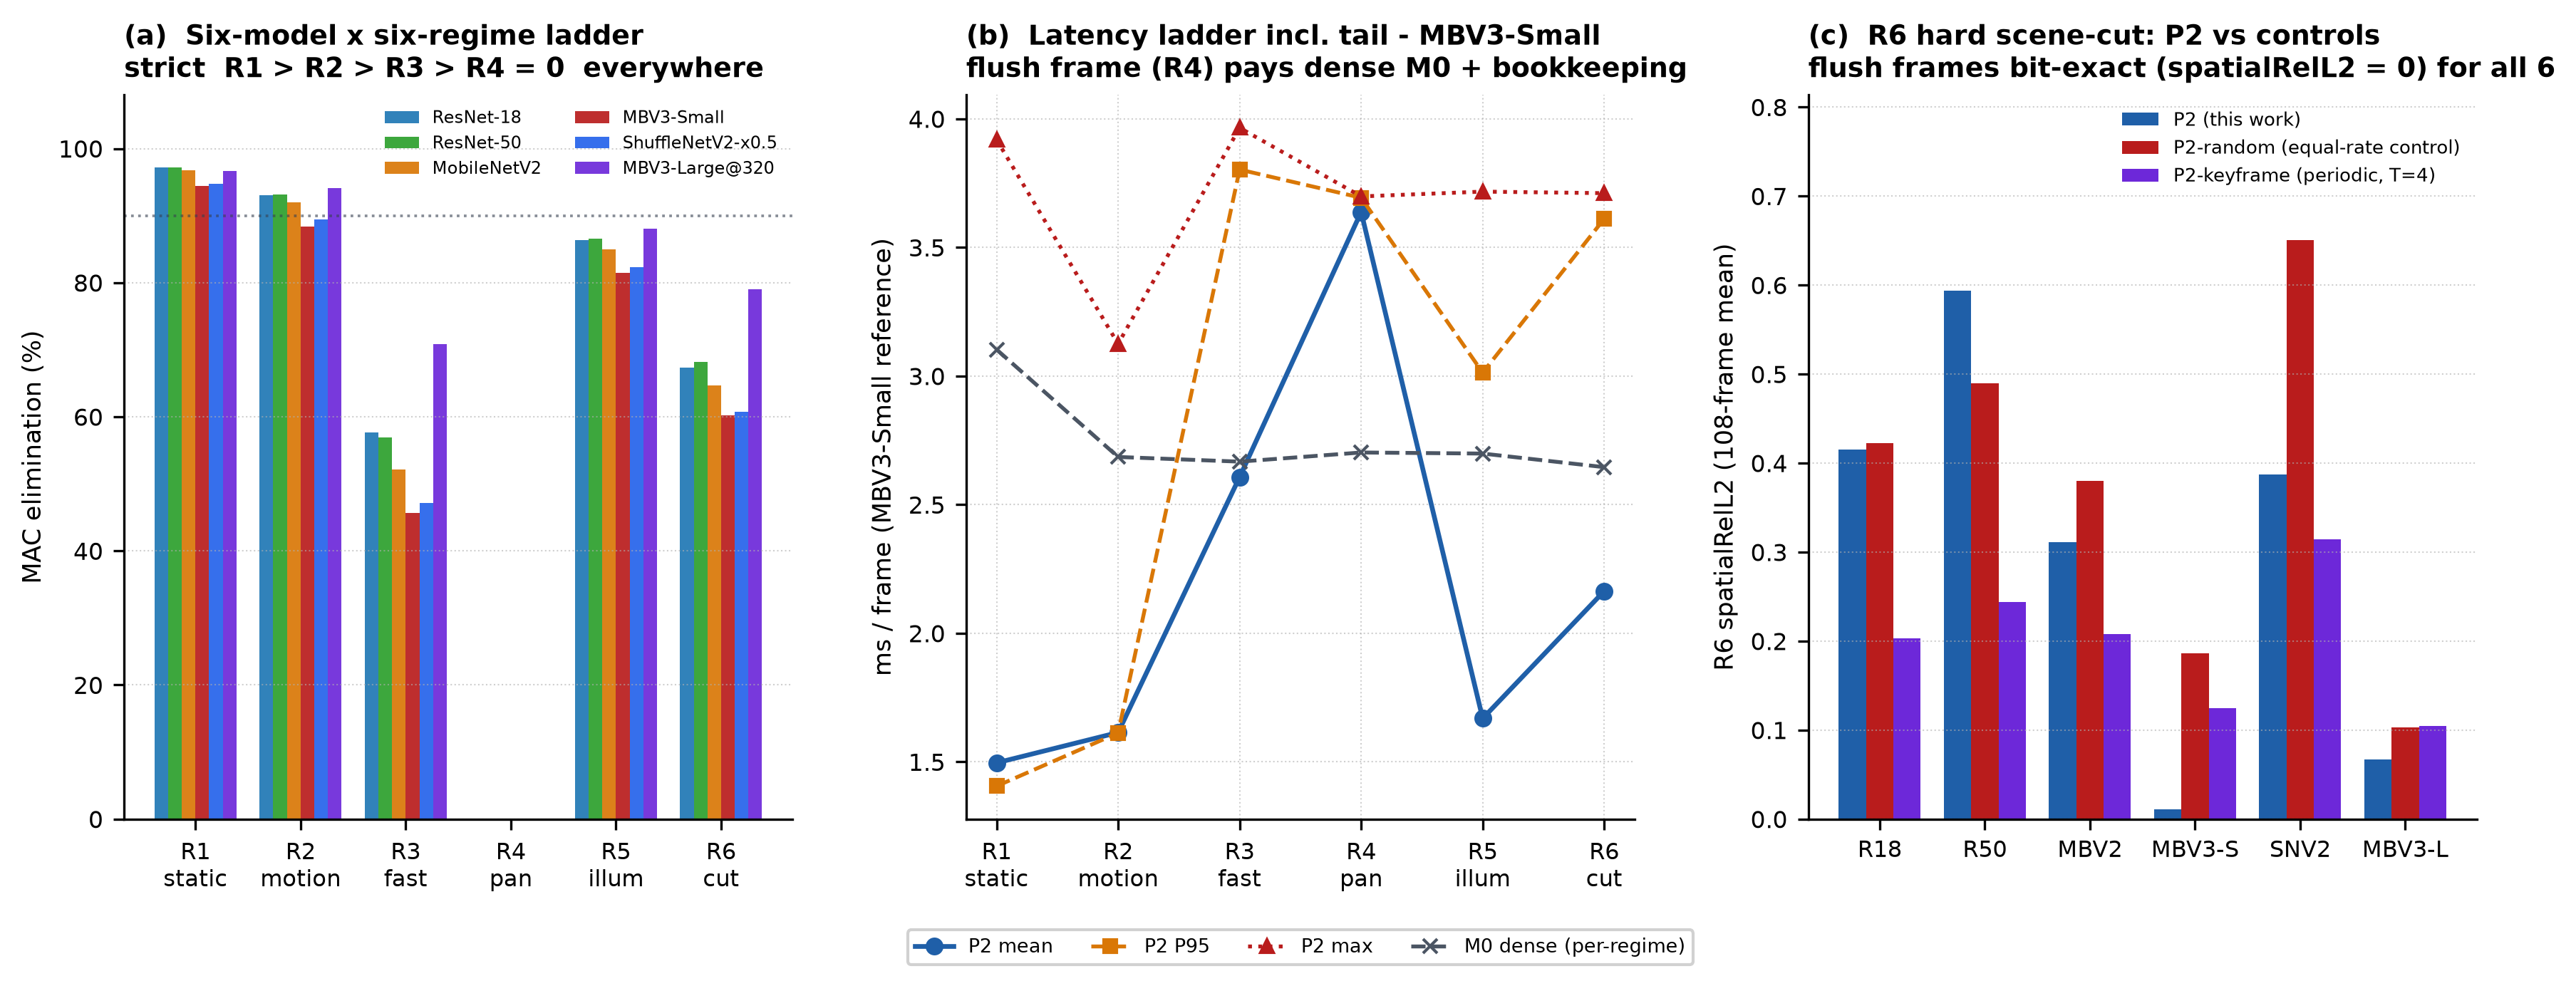 (a)  Six-model x six-regime ladder
strict  R1 > R2 > R3 > R4 = 0  everywhere
MAC elimination (%)
100
80
60
40
20
0
ResNet-18
ResNet-50
MobileNetV2
MBV3-Small
ShuffleNetV2-x0.5
MBV3-Large@320
R1
static
R2
motion
R3
fast
R4
pan
R5
illum
R6
cut
(b)  Latency ladder incl. tail - MBV3-Small
flush frame (R4) pays dense M0 + bookkeeping
ms / frame (MBV3-Small reference)
4.0
3.5
3.0
2.5
2.0
1.5
R1
static
R2
motion
R3
fast
R4
pan
R5
illum
R6
cut
P2 mean
P2 P95
P2 max
M0 dense (per-regime)
(c)  R6 hard scene-cut: P2 vs controls
flush frames bit-exact (spatialRelL2 = 0) for all 6
R6 spatialRelL2 (108-frame mean)
0.8
0.7
0.6
0.5
0.4
0.3
0.2
0.1
0.0
P2 (this work)
P2-random (equal-rate control)
P2-keyframe (periodic, T=4)
R18
R50
MBV2
MBV3-S
SNV2
MBV3-L